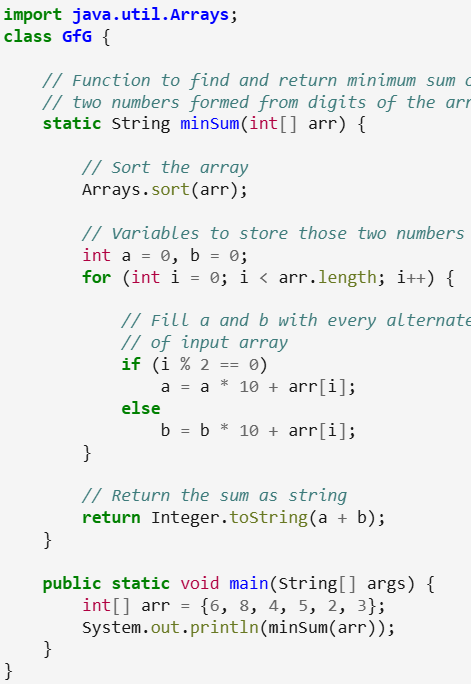 import java.util.Arrays;
class GfG {
    // Function to find and return minimum sum
    // two numbers formed from digits of the
    static String minSum(int[] arr) {
        // Sort the array
        Arrays.sort(arr);
        // Variables to store those two numbers
        int a = 0, b = 0;
        for (int i = 0; i < arr.length; i++) {
            // Fill a and b with every alternate
            // of input array
            if (i % 2 == 0)
                a = a * 10 + arr[i];
            else
                b = b * 10 + arr[i];
        }
        // Return the sum as string
        return Integer.toString(a + b);
    }
    public static void main(String[] args) {
        int[] arr = {6, 8, 4, 5, 2, 3};
        System.out.println(minSum(arr));
    }
}